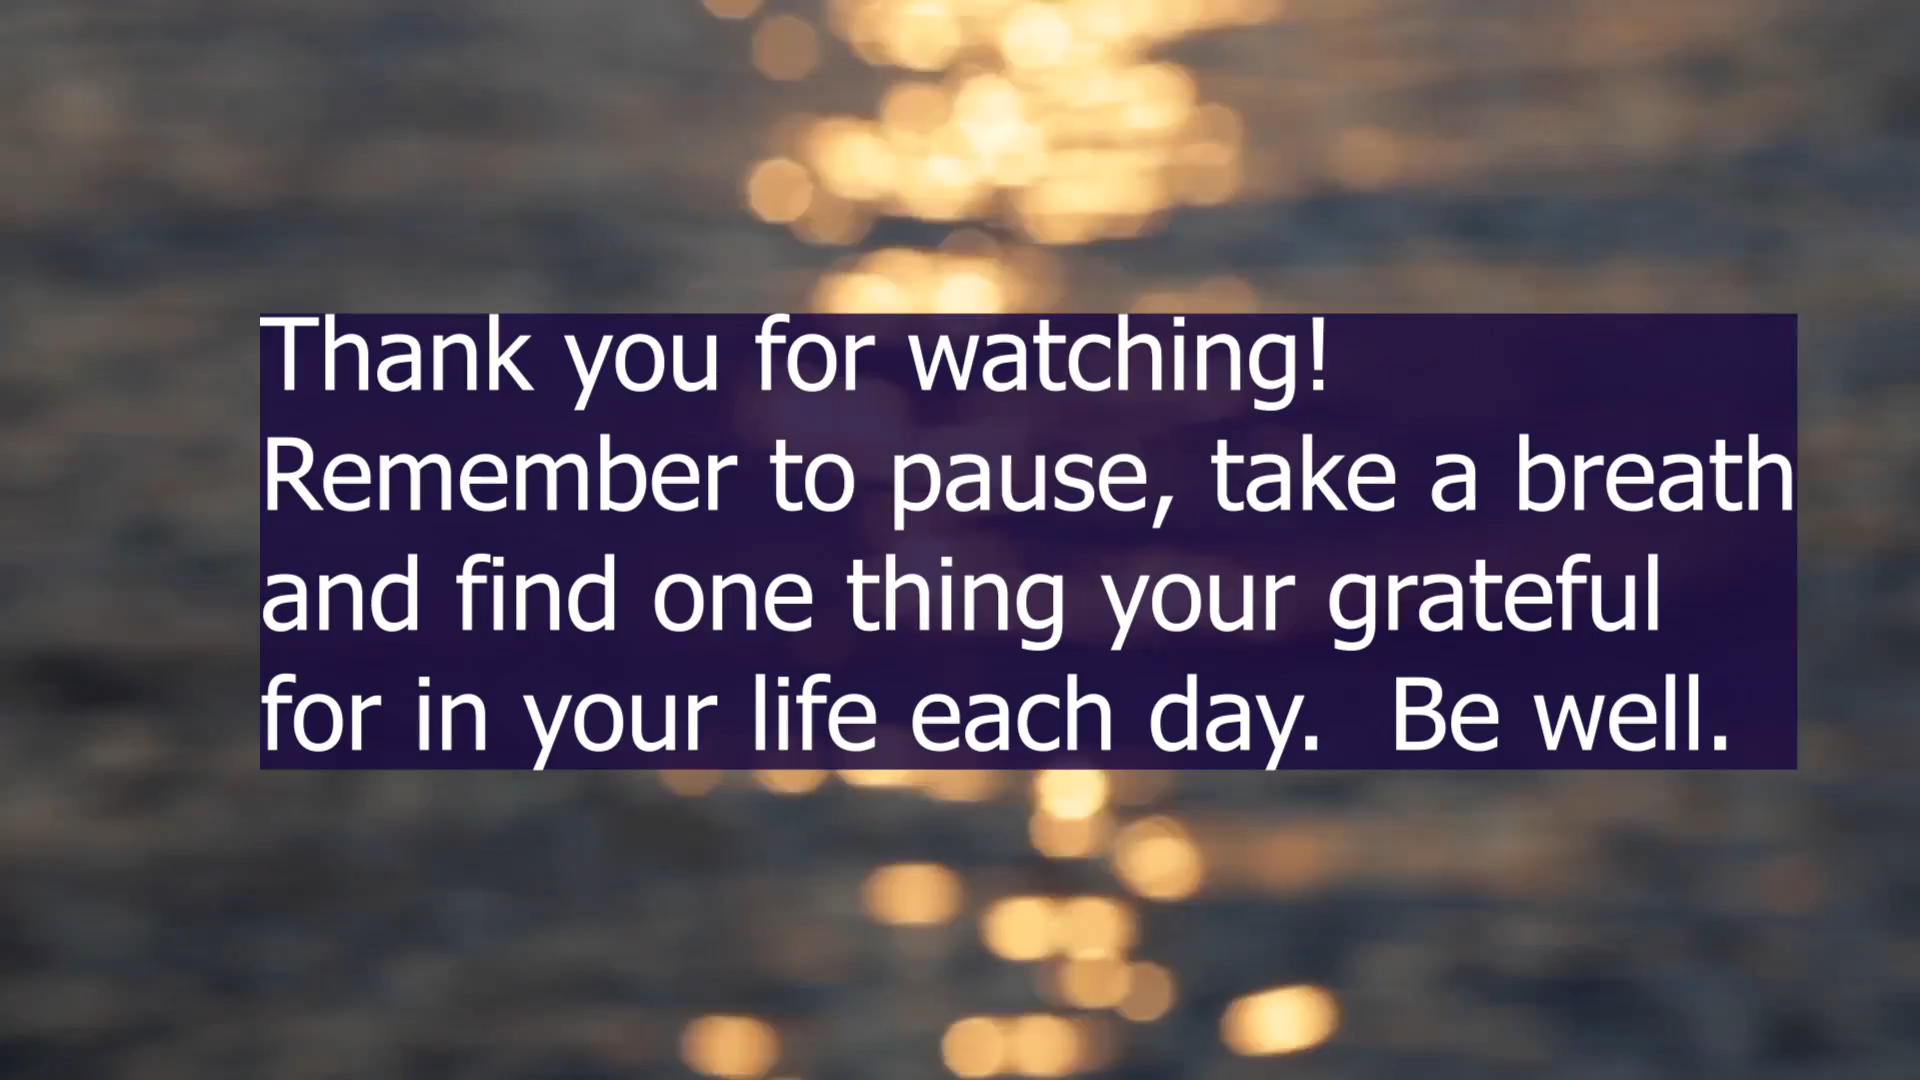 Thank you for watching!
Remember to pause, take a breath
and find one thing your grateful
for in your life each day.  Be well.